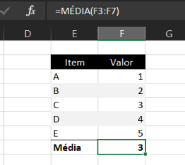 fx =MÉDIA(F3:F7)
D E F G
Item Valor
A 1
B 2
C 3
D 4
E 5
Média 3